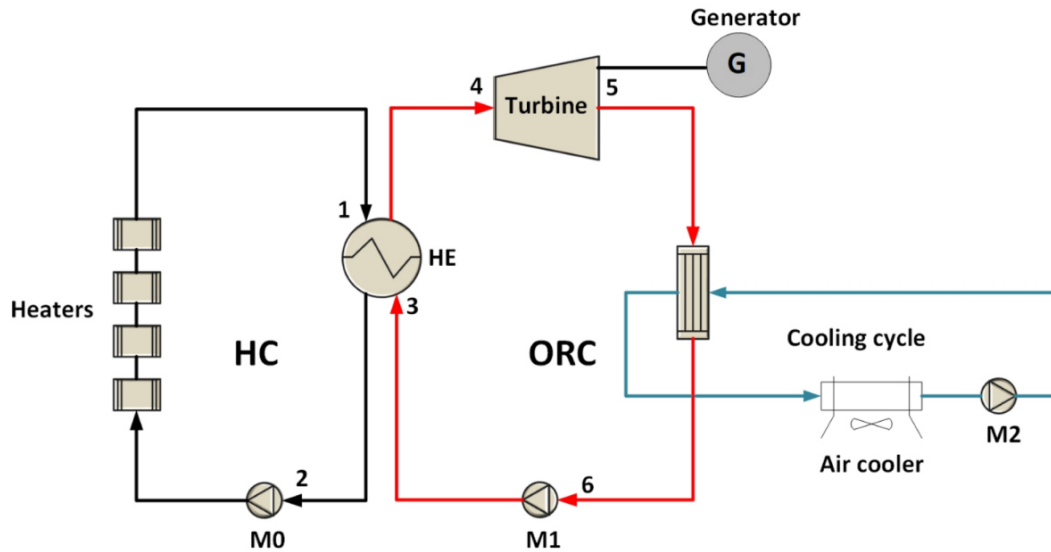 Generator
G
4
5
Turbine
1
HE
3
Heaters
HC
ORC
Cooling cycle
M2
Air cooler
2
6
M0
M1